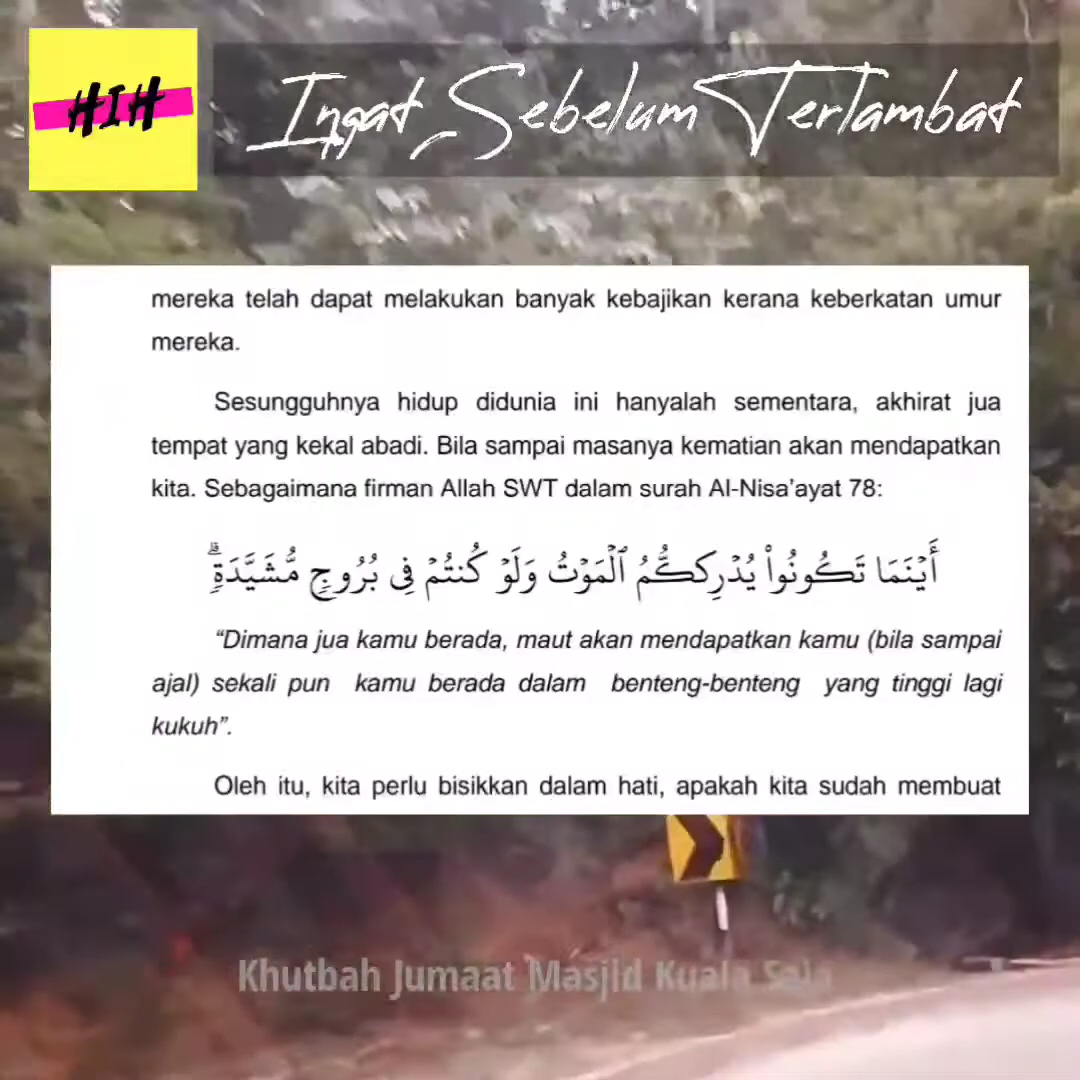 HIH
Ingat Sebelum Terlambat
mereka telah dapat melakukan banyak kebajikan kerana keberkatan umur
mereka.
Sesungguhnya hidup didunia ini hanyalah sementara, akhirat jua
tempat yang kekal abadi. Bila sampai masanya kematian akan mendapatkan
kita. Sebagaimana firman Allah SWT dalam surah Al-Nisa’ayat 78:
أَيْنَمَا تَكُونُوا۟ يُدْرِككُّمُ ٱلْمَوْتُ وَلَوْ كُنتُمْ فِى بُرُوجٍ مُّشَيَّدَةٍ ۗ
“Dimana jua kamu berada, maut akan mendapatkan kamu (bila sampai
ajal) sekali pun kamu berada dalam benteng-benteng yang tinggi lagi
kukuh”.
Oleh itu, kita perlu bisikkan dalam hati, apakah kita sudah membuat
Khutbah Jumaat Masjid Kuala